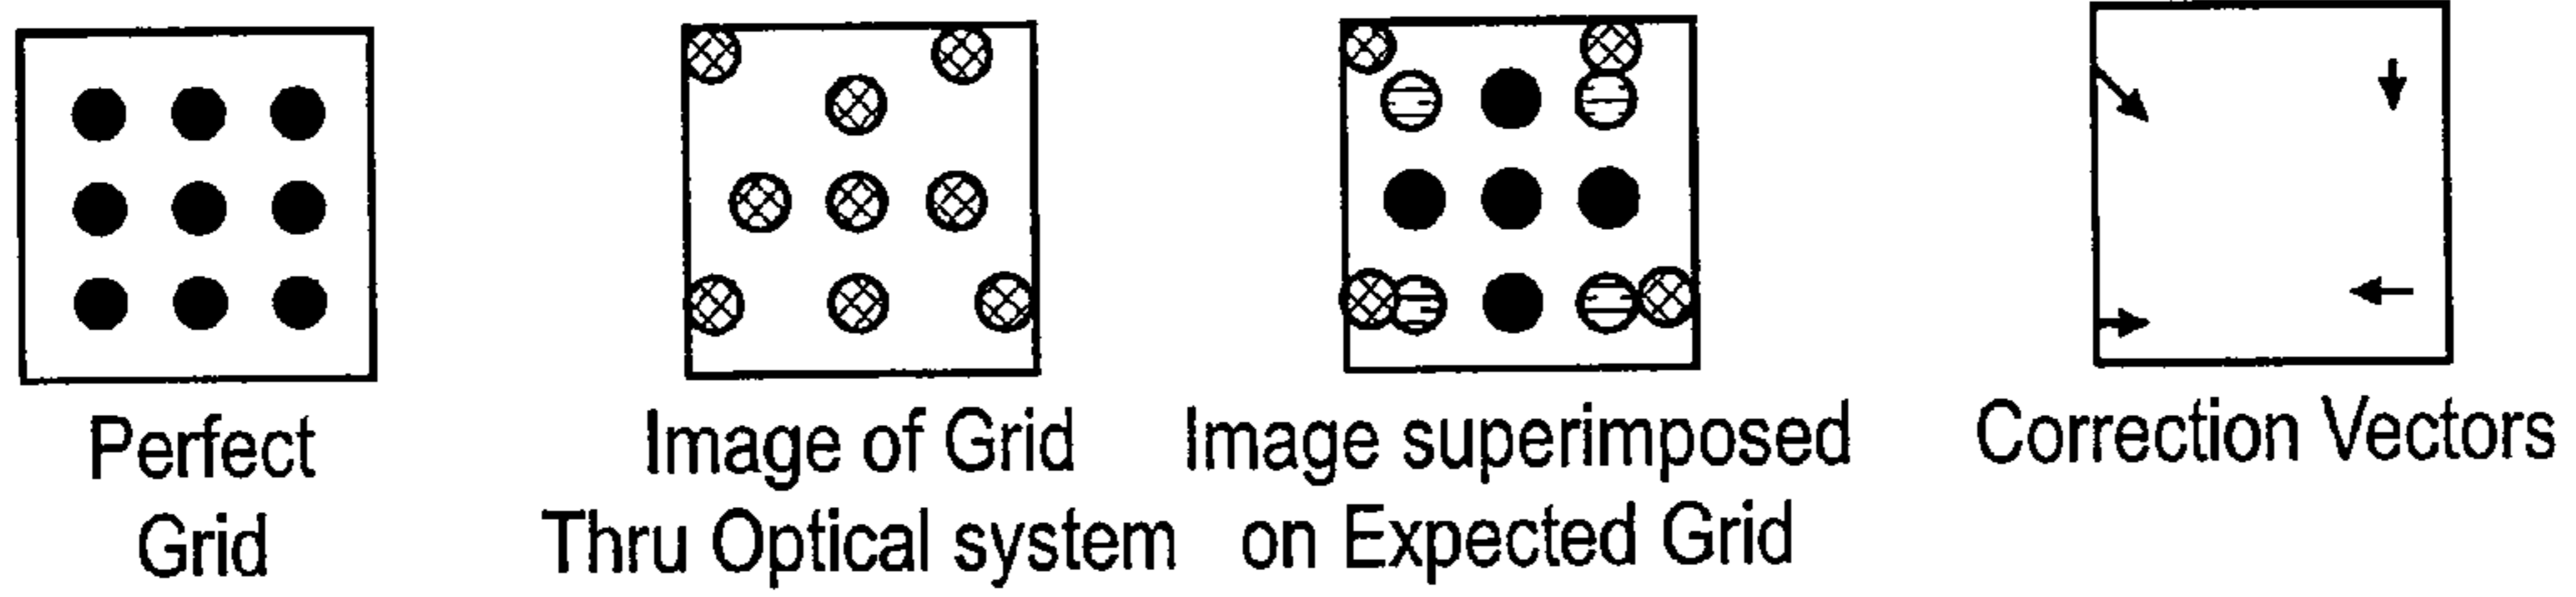 Perfect
Grid
Image of Grid
Thru Optical system
Image superimposed
on Expected Grid
Correction Vectors